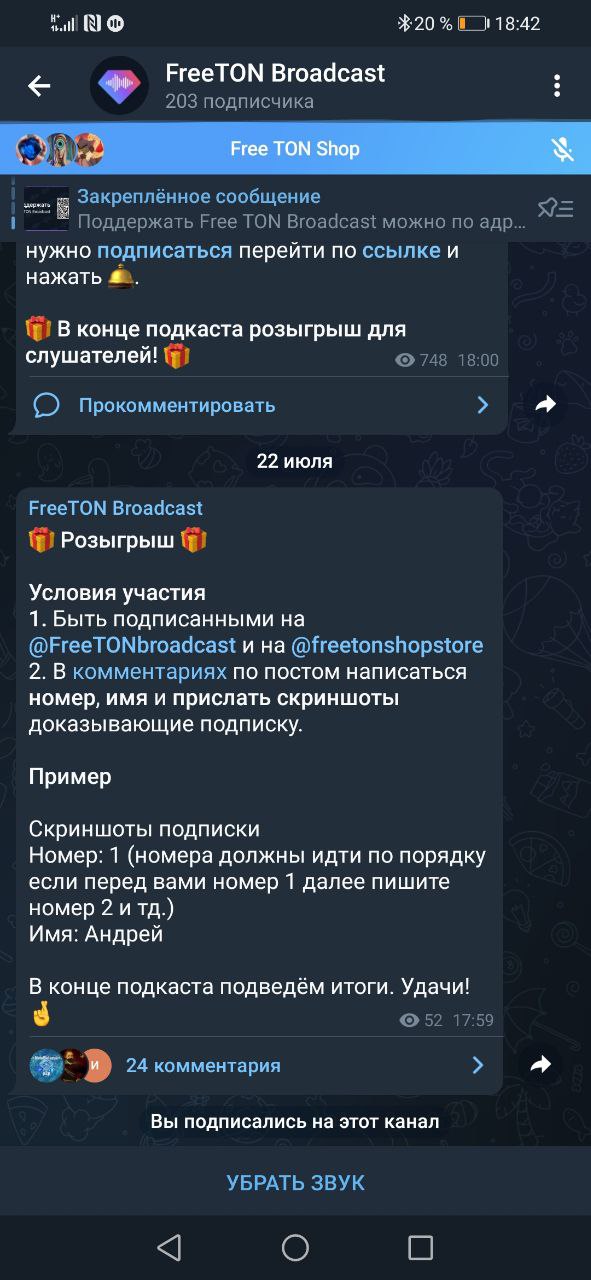 20 % 18:42
FreeTON Broadcast
203 подписчика
Free TON Shop
Закреплённое сообщение
Поддержать Free TON Broadcast можно по адр...
нужно подписаться перейти по ссылке и
нажать 🔔.
🎁 В конце подкаста розыгрыш для
слушателей! 🎁
748 18:00
Прокомментировать
22 июля
FreeTON Broadcast
🎁 Розыгрыш 🎁
Условия участия
1. Быть подписанными на
@FreeTONbroadcast и на @freetonshopstore
2. В комментариях по постом написаться
номер, имя и прислать скриншоты
доказывающие подписку.
Пример
Скриншоты подписки
Номер: 1 (номера должны идти по порядку
если перед вами номер 1 далее пишите
номер 2 и тд.)
Имя: Андрей
В конце подкаста подведём итоги. Удачи!
🤞
52 17:59
И
24 комментария
Вы подписались на этот канал
УБРАТЬ ЗВУК